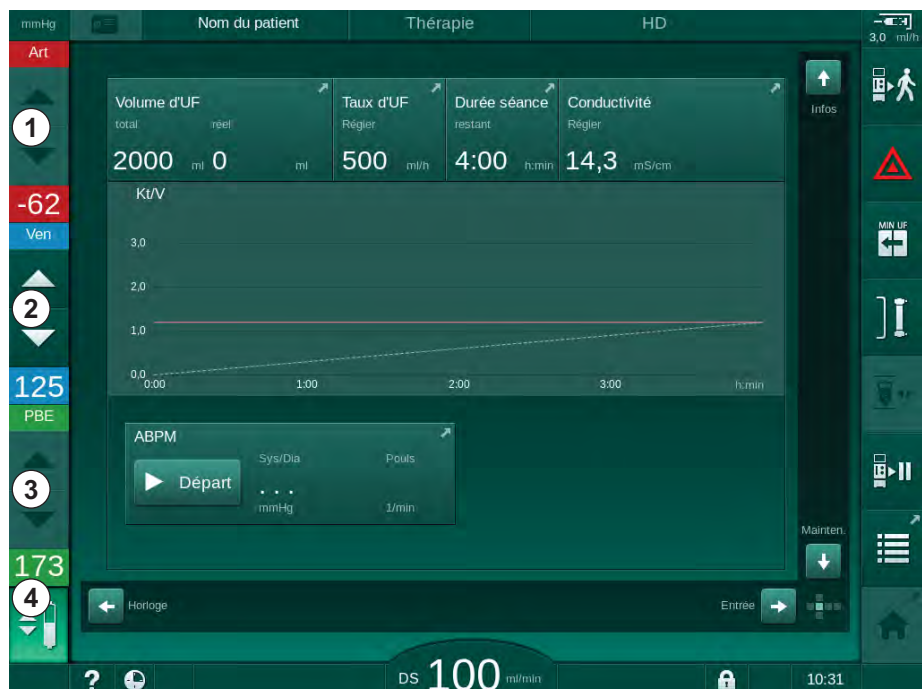 mmHg
Nom du patient
Thérapie
HD
3,0 ml/h
Art
1
-62
Ven
2
125
PBE
3
173
4
Volume d'UF
total réel
2000 ml 0 ml
Taux d'UF
Régler
500 ml/h
Durée séance
restant
4:00 h:min
Conductivité
Régler
14,3 mS/cm
Kt/V
3,0
2,0
1,0
0,0
0:00 1:00 2:00 3:00 h:min
ABPM
Départ
Sys/Dia
. . .
mmHg
Pouls
1/min
Infos
Mainten.
Horloge
Entrée
MIN UF
? DS 100 ml/min 10:31